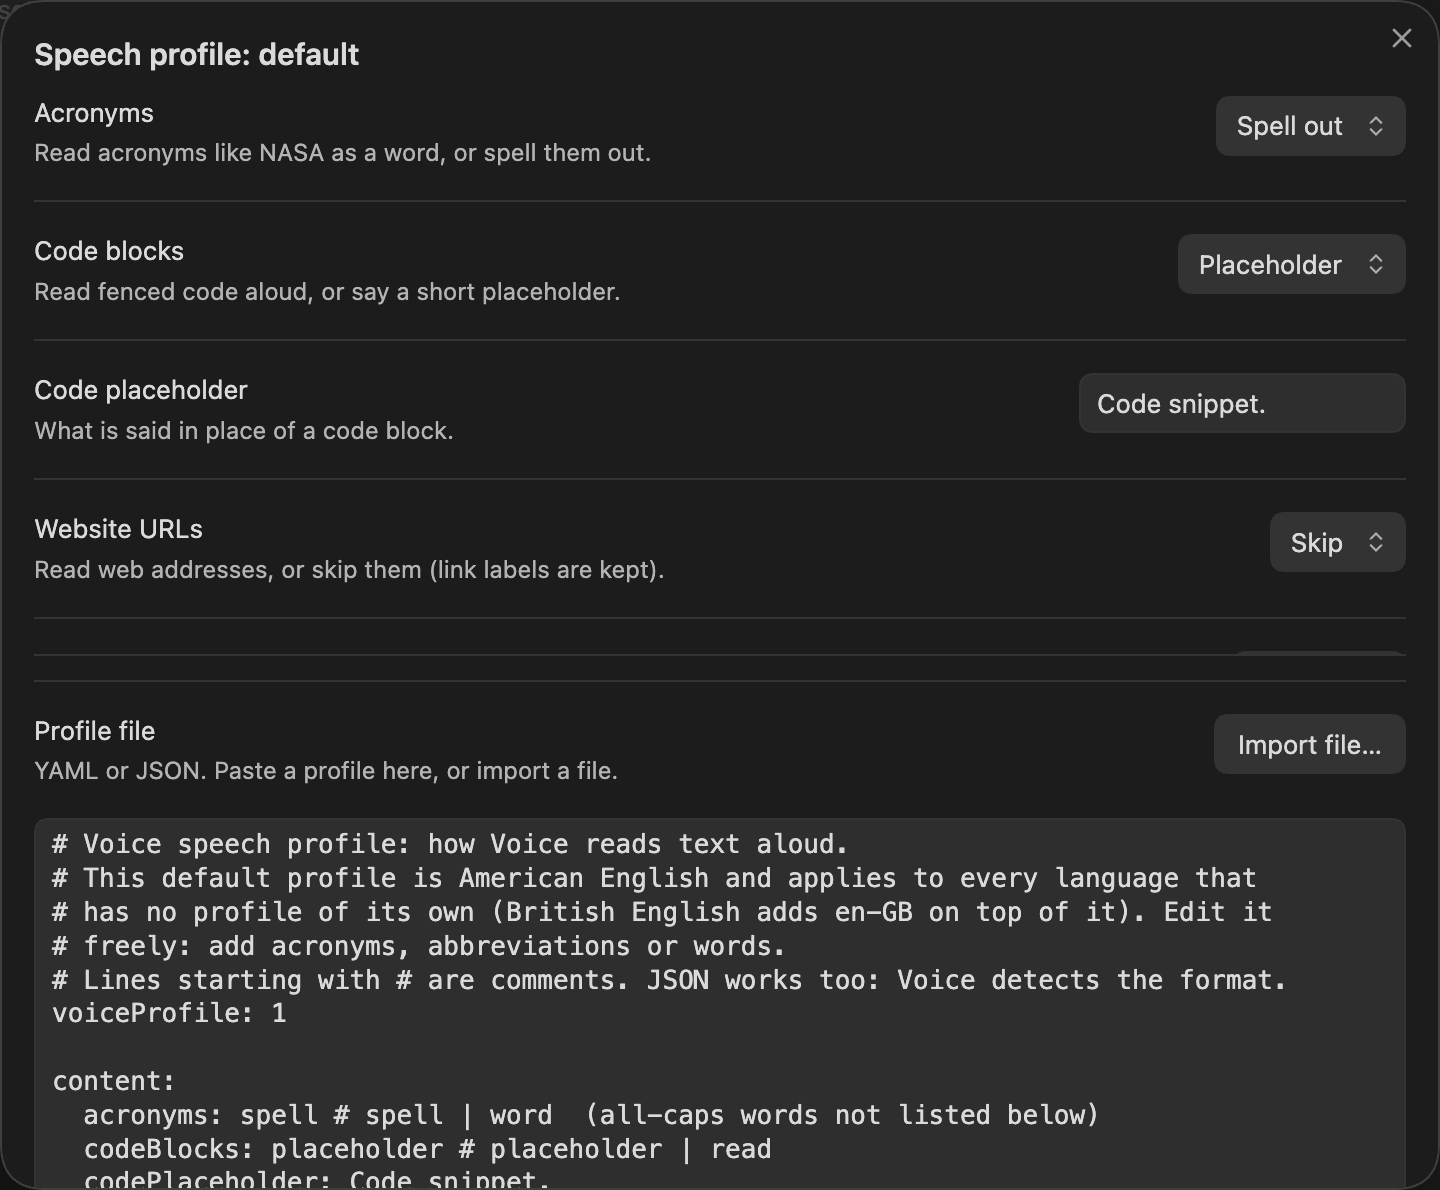 Speech profile: default
Acronyms
Spell out
Read acronyms like NASA as a word, or spell them out.
Code blocks
Placeholder
Read fenced code aloud, or say a short placeholder.
Code placeholder
Code snippet.
What is said in place of a code block.
Website URLs
Skip
Read web addresses, or skip them (link labels are kept).
Profile file
Import file...
YAML or JSON. Paste a profile here, or import a file.
# Voice speech profile: how Voice reads text aloud.
# This default profile is American English and applies to every language that
# has no profile of its own (British English adds en-GB on top of it). Edit it
# freely: add acronyms, abbreviations or words.
# Lines starting with # are comments. JSON works too: Voice detects the format.
voiceProfile: 1
content:
  acronyms: spell # spell | word  (all-caps words not listed below)
  codeBlocks: placeholder # placeholder | read
  codePlaceholder: Code snippet.